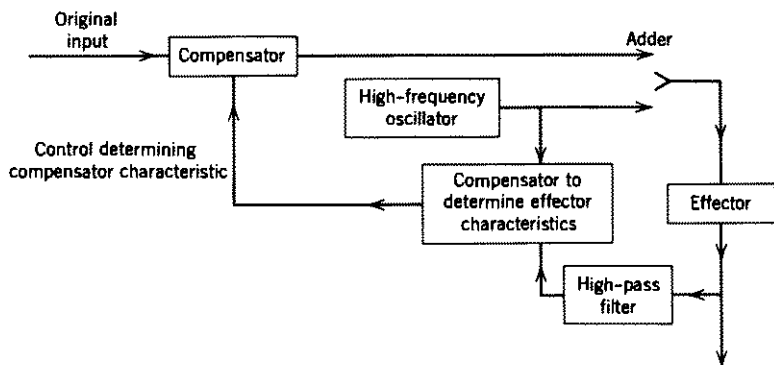 Original
input
Compensator
Adder
High-frequency
oscillator
Control determining
compensator characteristic
Compensator to
determine effector
characteristics
Effector
High-pass
filter